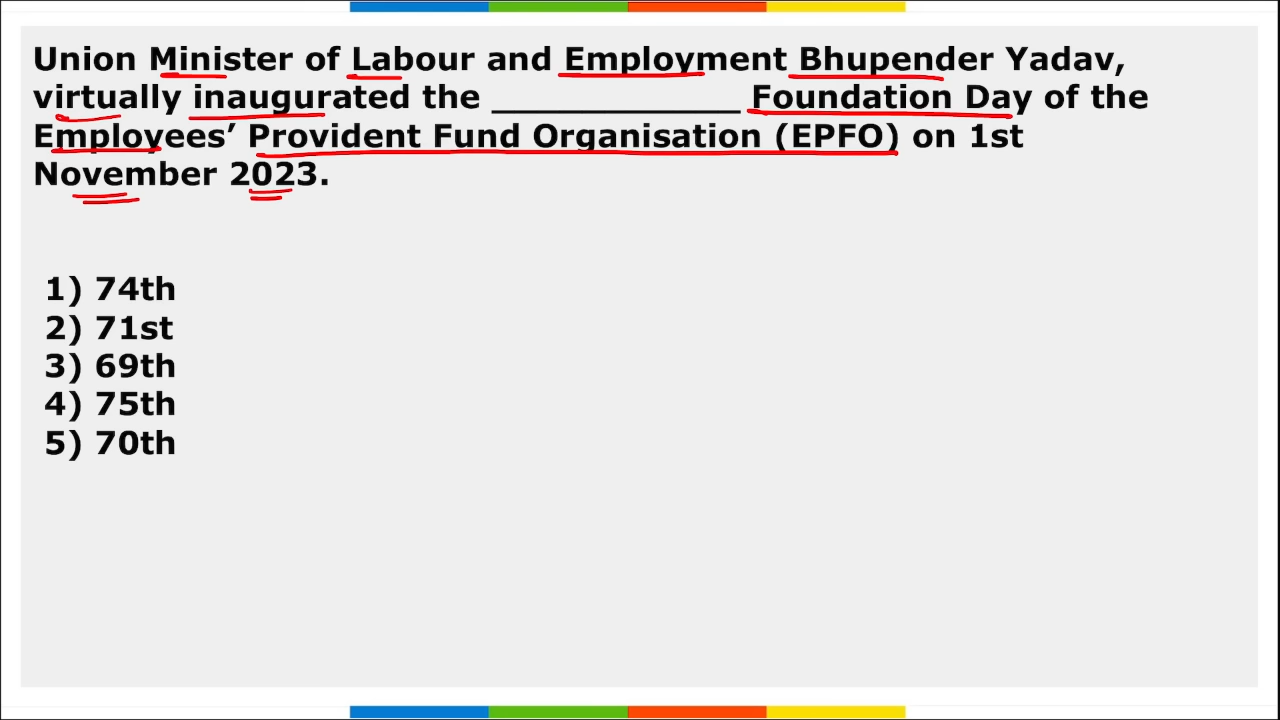 Union Minister of Labour and Employment Bhupender Yadav,
virtually inaugurated the ______________ Foundation Day of the
Employees’ Provident Fund Organisation (EPFO) on 1st
November 2023.
1) 74th
2) 71st
3) 69th
4) 75th
5) 70th